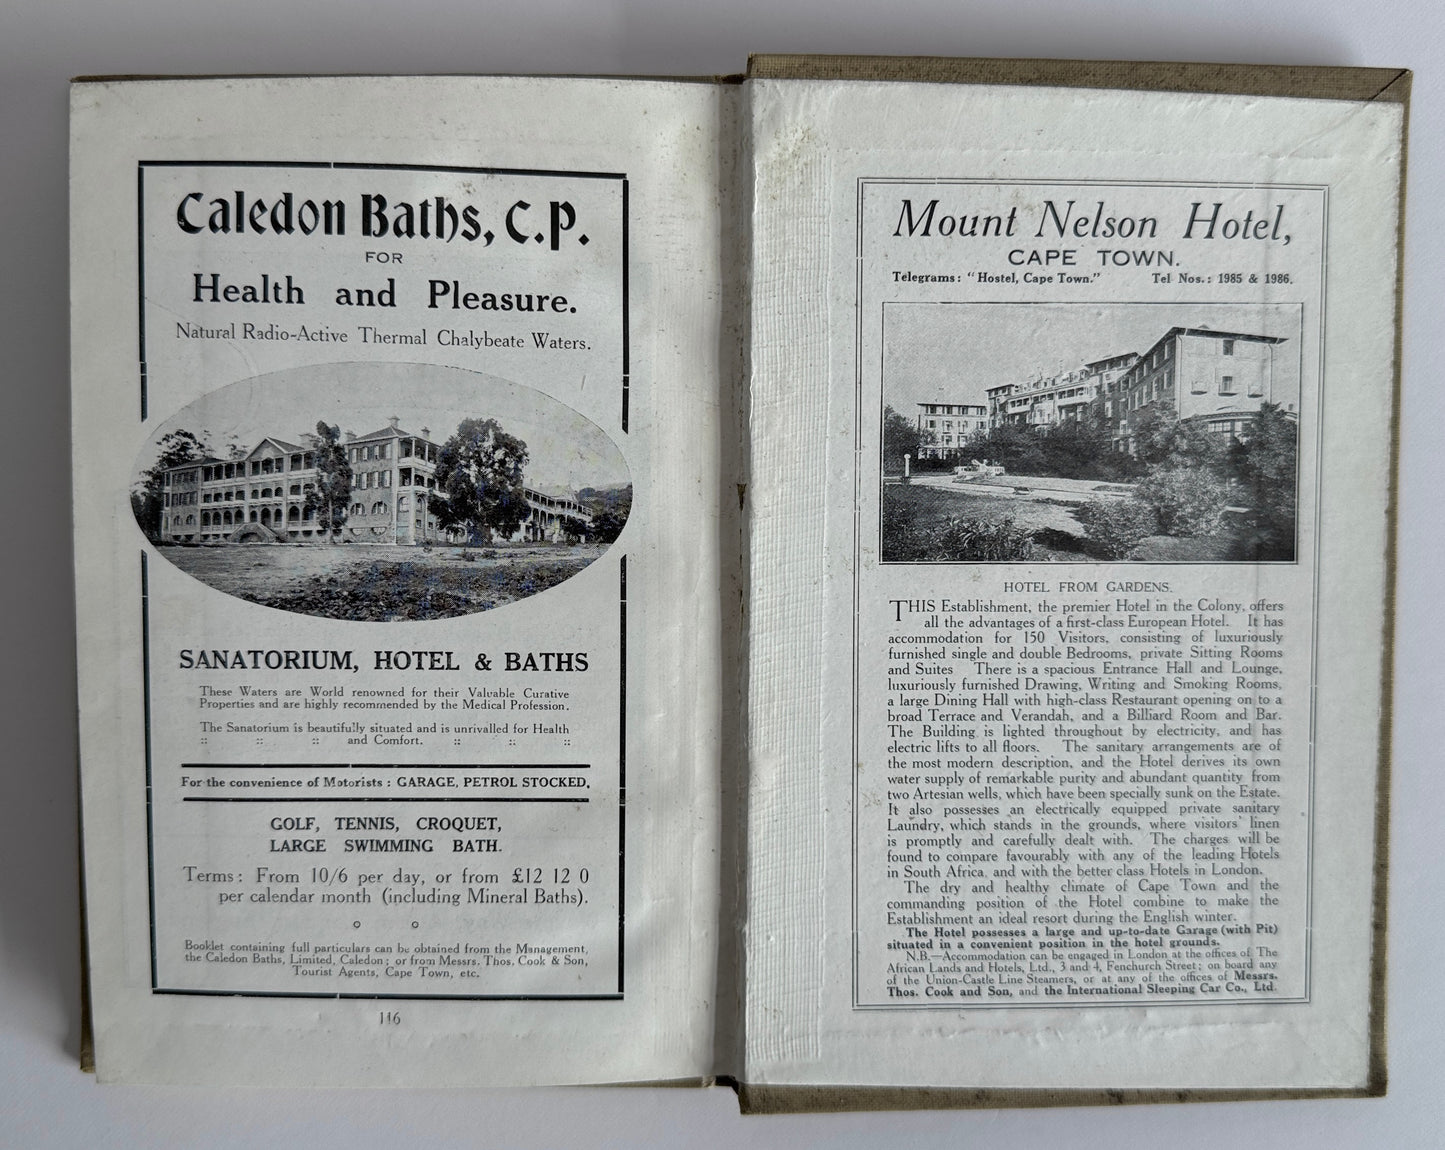 Caledon Baths, C.P.
FOR
Health and Pleasure.
Natural Radio-Active Thermal Chalybeate Waters.
SANATORIUM, HOTEL & BATHS
These Waters are World renowned for their Valuable Curative
Properties and are highly recommended by the Medical Profession.
The Sanatorium is beautifully situated and is unrivalled for Health
:: :: :: and Comfort. :: :: ::
For the convenience of Motorists : GARAGE, PETROL STOCKED.
GOLF, TENNIS, CROQUET,
LARGE SWIMMING BATH.
Terms: From 10/6 per day, or from £12 12 0
per calendar month (including Mineral Baths).
Booklet containing full particulars can be obtained from the Management,
the Caledon Baths, Limited, Caledon; or from Messrs. Thos. Cook & Son,
Tourist Agents, Cape Town, etc.
116
Mount Nelson Hotel,
CAPE TOWN.
Telegrams: "Hostel, Cape Town." Tel Nos.: 1985 & 1986.
HOTEL FROM GARDENS.
THIS Establishment, the premier Hotel in the Colony, offers
all the advantages of a first-class European Hotel. It has
accommodation for 150 Visitors, consisting of luxuriously
furnished single and double Bedrooms, private Sitting Rooms
and Suites There is a spacious Entrance Hall and Lounge,
luxuriously furnished Drawing, Writing and Smoking Rooms,
a large Dining Hall with high-class Restaurant opening on to a
broad Terrace and Verandah, and a Billiard Room and Bar.
The Building is lighted throughout by electricity, and has
electric lifts to all floors. The sanitary arrangements are of
the most modern description, and the Hotel derives its own
water supply of remarkable purity and abundant quantity from
two Artesian wells, which have been specially sunk on the Estate.
It also possesses an electrically equipped private sanitary
Laundry, which stands in the grounds, where visitors' linen
is promptly and carefully dealt with. The charges will be
found to compare favourably with any of the leading Hotels
in South Africa, and with the better class Hotels in London.
The dry and healthy climate of Cape Town and the
commanding position of the Hotel combine to make the
Establishment an ideal resort during the English winter.
The Hotel possesses a large and up-to-date Garage (with Pit)
situated in a convenient position in the hotel grounds.
N.B.—Accommodation can be engaged in London at the offices of The
African Lands and Hotels, Ltd., 3 and 4, Fenchurch Street; on board any
of the Union-Castle Line Steamers, or at any of the offices of Messrs.
Thos. Cook and Son, and the International Sleeping Car Co., Ltd.